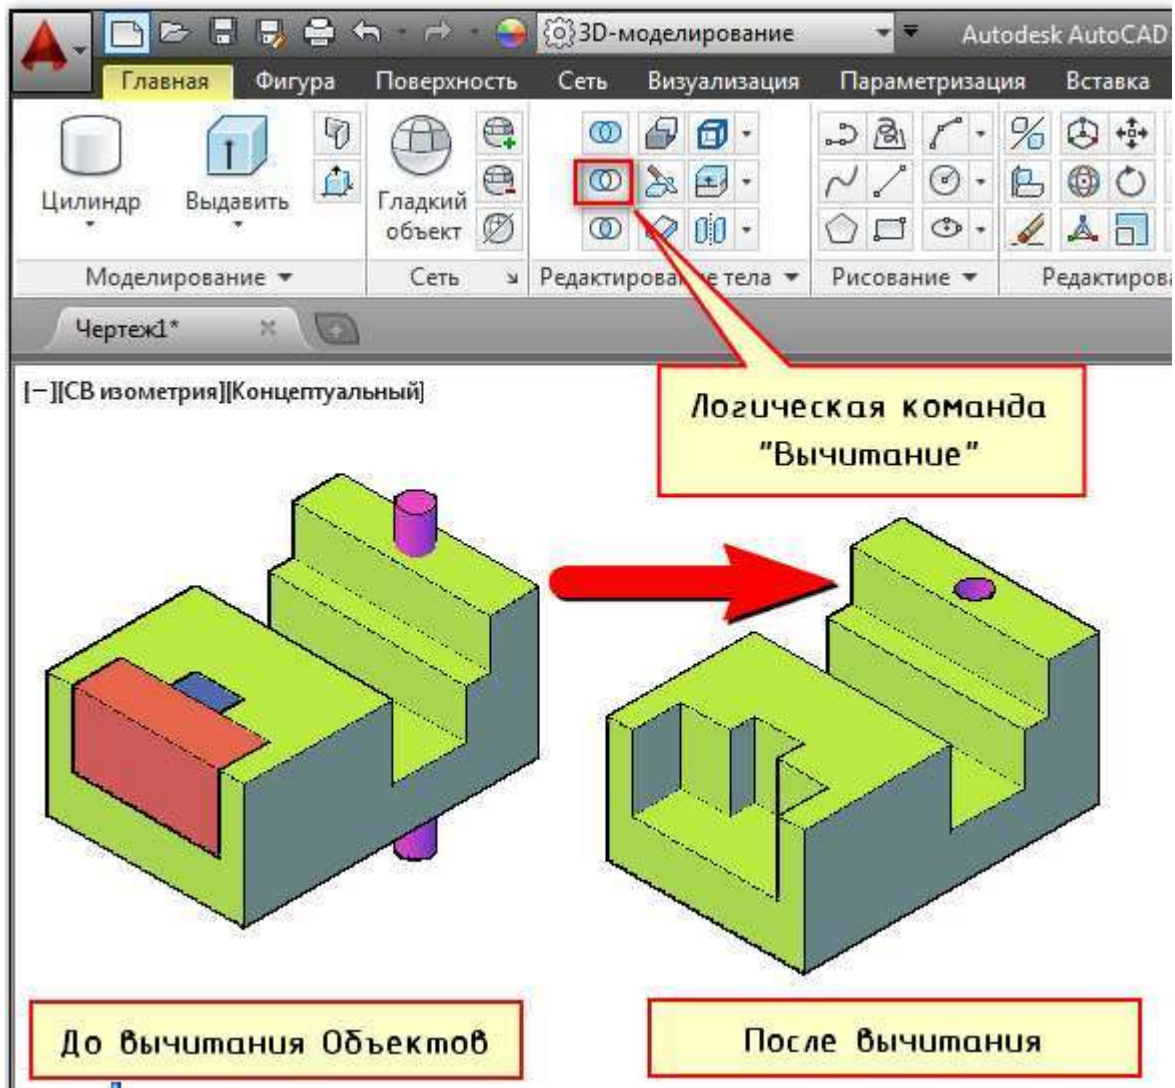 3D-моделирование
Autodesk AutoCAD
Главная Фигура Поверхность Сеть Визуализация Параметризация Вставка
Цилиндр
Выдавить
Гладкий
объект
Моделирование
Сеть
Редактирование тела
Рисование
Редактирова
Чертеж1*
[−][СВ изометрия][Концептуальный]
Логическая команда
"Вычитание"
До вычитания Объектов
После вычитания